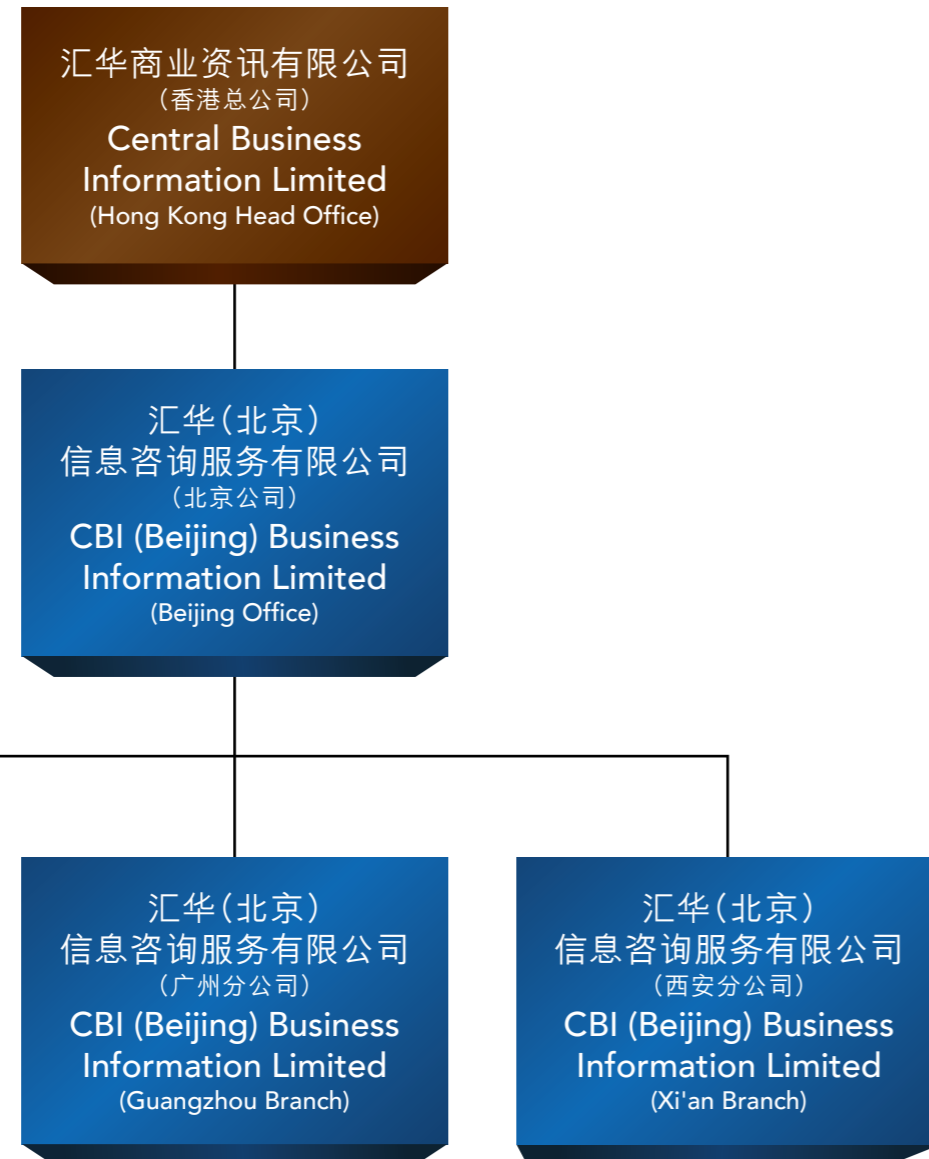 汇华商业资讯有限公司
（香港总公司）
Central Business
Information Limited
(Hong Kong Head Office)
汇华（北京）
信息咨询服务有限公司
（北京公司）
CBI (Beijing) Business
Information Limited
(Beijing Office)
汇华（北京）
信息咨询服务有限公司
（广州分公司）
CBI (Beijing) Business
Information Limited
(Guangzhou Branch)
汇华（北京）
信息咨询服务有限公司
（西安分公司）
CBI (Beijing) Business
Information Limited
(Xi'an Branch)